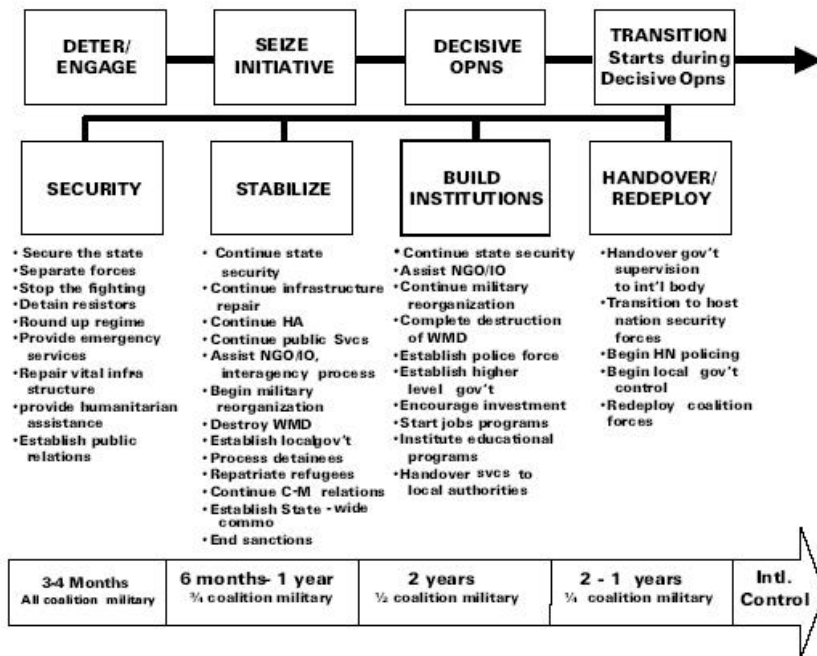 DETER/
ENGAGE
SEIZE
INITIATIVE
DECISIVE
OPNS
TRANSITION
Starts during
Decisive Opns
SECURITY
STABILIZE
BUILD
INSTITUTIONS
HANDOVER/
REDEPLOY
• Secure the state
• Separate forces
• Stop the fighting
• Detain resistors
• Round up regime
• Provide emergency
services
• Repair vital infra
structure
• provide humanitarian
assistance
• Establish public
relations
• Continue state
security
• Continue infrastructure
repair
• Continue HA
• Continue public Svcs
• Assist NGO/IO,
interagency process
• Begin military
reorganization
• Destroy WMD
• Establish localgov't
• Process detainees
• Repatriate refugees
• Continue C-M relations
• Establish State - wide
commo
• End sanctions
• Continue state security
• Assist NGO/IO
• Continue military
reorganization
• Complete destruction
of WMD
• Establish police force
• Establish higher
level gov't
• Encourage investment
• Start jobs programs
• Institute educational
programs
• Handover svcs to
local authorities
• Handover gov't
supervision
to int'l body
• Transition to host
nation security
forces
• Begin HN policing
• Begin local gov't
control
• Redeploy coalition
forces
3-4 Months
All coalition military
6 months- 1 year
¾ coalition military
2 years
½ coalition military
2 - 1 years
¼ coalition military
Intl.
Control